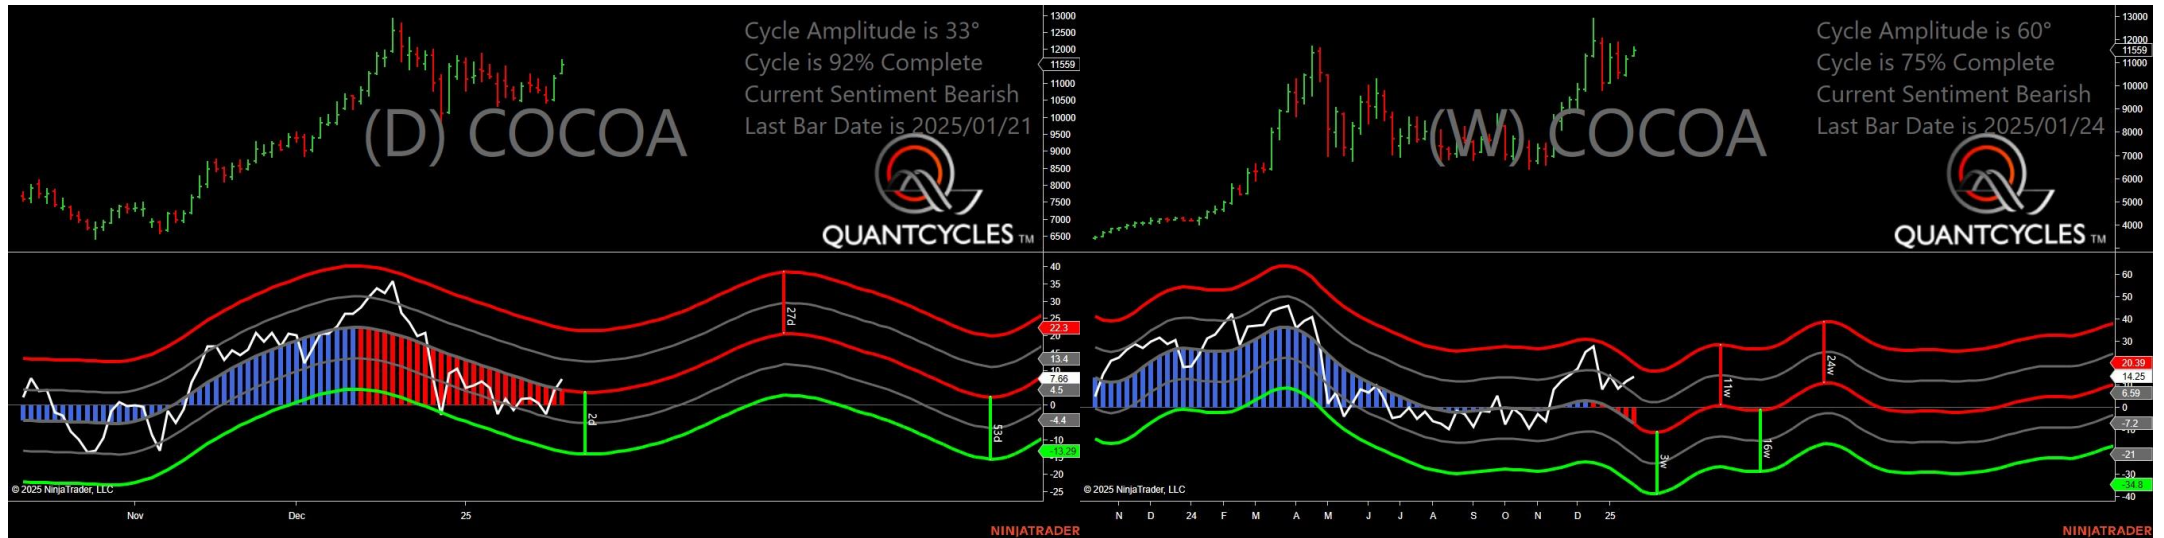 Cycle Amplitude is 33°
Cycle is 92% Complete
Current Sentiment Bearish
Last Bar Date is 2025/01/21
(D) COCOA
QUANTCYCLES TM
13000
12500
12000
11559
11000
10500
10000
9500
9000
8500
8000
7500
7000
6500
40
35
30
25
22.3
20
13.4
7.66
4.5
0
-4.4
-10
-13.29
-20
-25
27d
2d
53d
© 2025 NinjaTrader, LLC
Nov
Dec
25
NINJATRADER
Cycle Amplitude is 60°
Cycle is 75% Complete
Current Sentiment Bearish
Last Bar Date is 2025/01/24
(W) COCOA
QUANTCYCLES TM
13000
12000
11559
11000
10000
9000
8000
7000
6000
5000
4000
60
50
40
30
20.39
14.25
6.59
0
-7.2
-21
-30
-34.8
-40
11w
24w
3w
16w
© 2025 NinjaTrader, LLC
N D 24 F M A M J J A S O N D 25
NINJATRADER